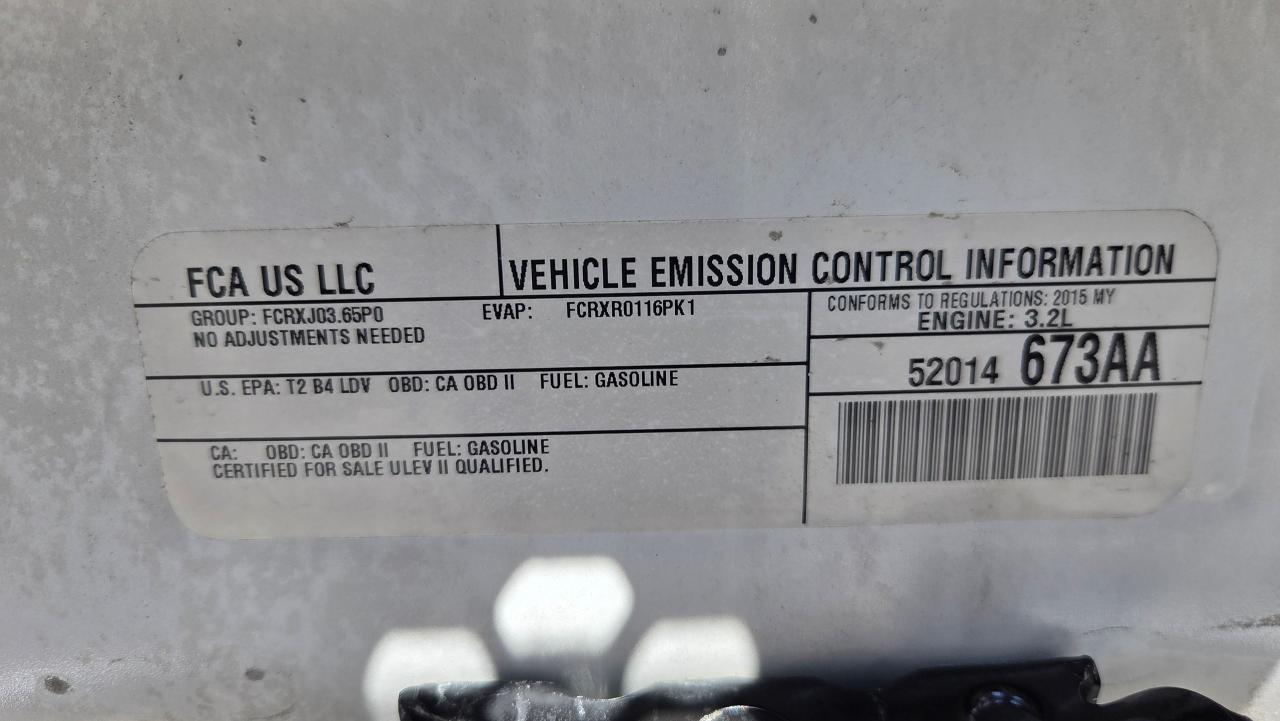 FCA US LLC
VEHICLE EMISSION CONTROL INFORMATION
GROUP: FCRXJ03.65P0 EVAP: FCRXR0116PK1
NO ADJUSTMENTS NEEDED
CONFORMS TO REGULATIONS: 2015 MY
ENGINE: 3.2L
52014 673AA
U.S. EPA: T2 B4 LDV OBD: CA OBD II FUEL: GASOLINE
CA: OBD: CA OBD II FUEL: GASOLINE
CERTIFIED FOR SALE ULEV II QUALIFIED.